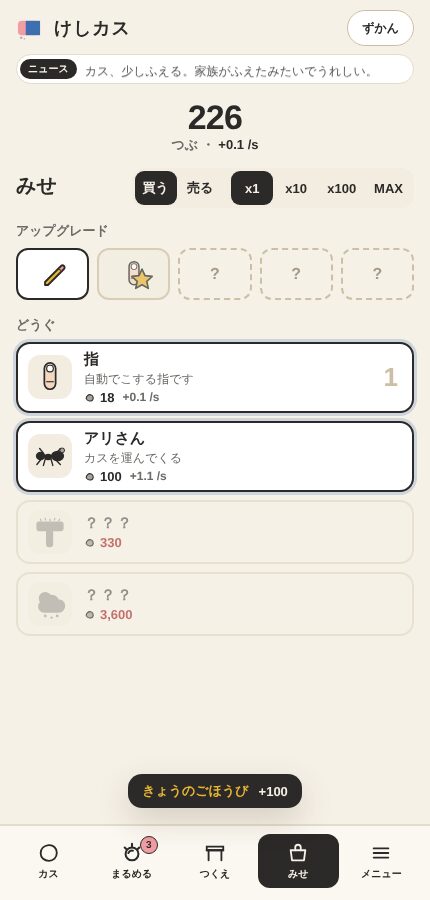 けしカス
ずかん
ニュース
カス、少しふえる。家族がふえたみたいでうれしい。
226
つぶ ・ +0.1 /s
みせ
買う 売る x1 x10 x100 MAX
アップグレード
? ? ?
どうぐ
指
自動でこする指です
18 +0.1 /s
1
アリさん
カスを運んでくる
100 +1.1 /s
？？？
330
？？？
3,600
きょうのごほうび +100
3
カス まるめる つくえ みせ メニュー